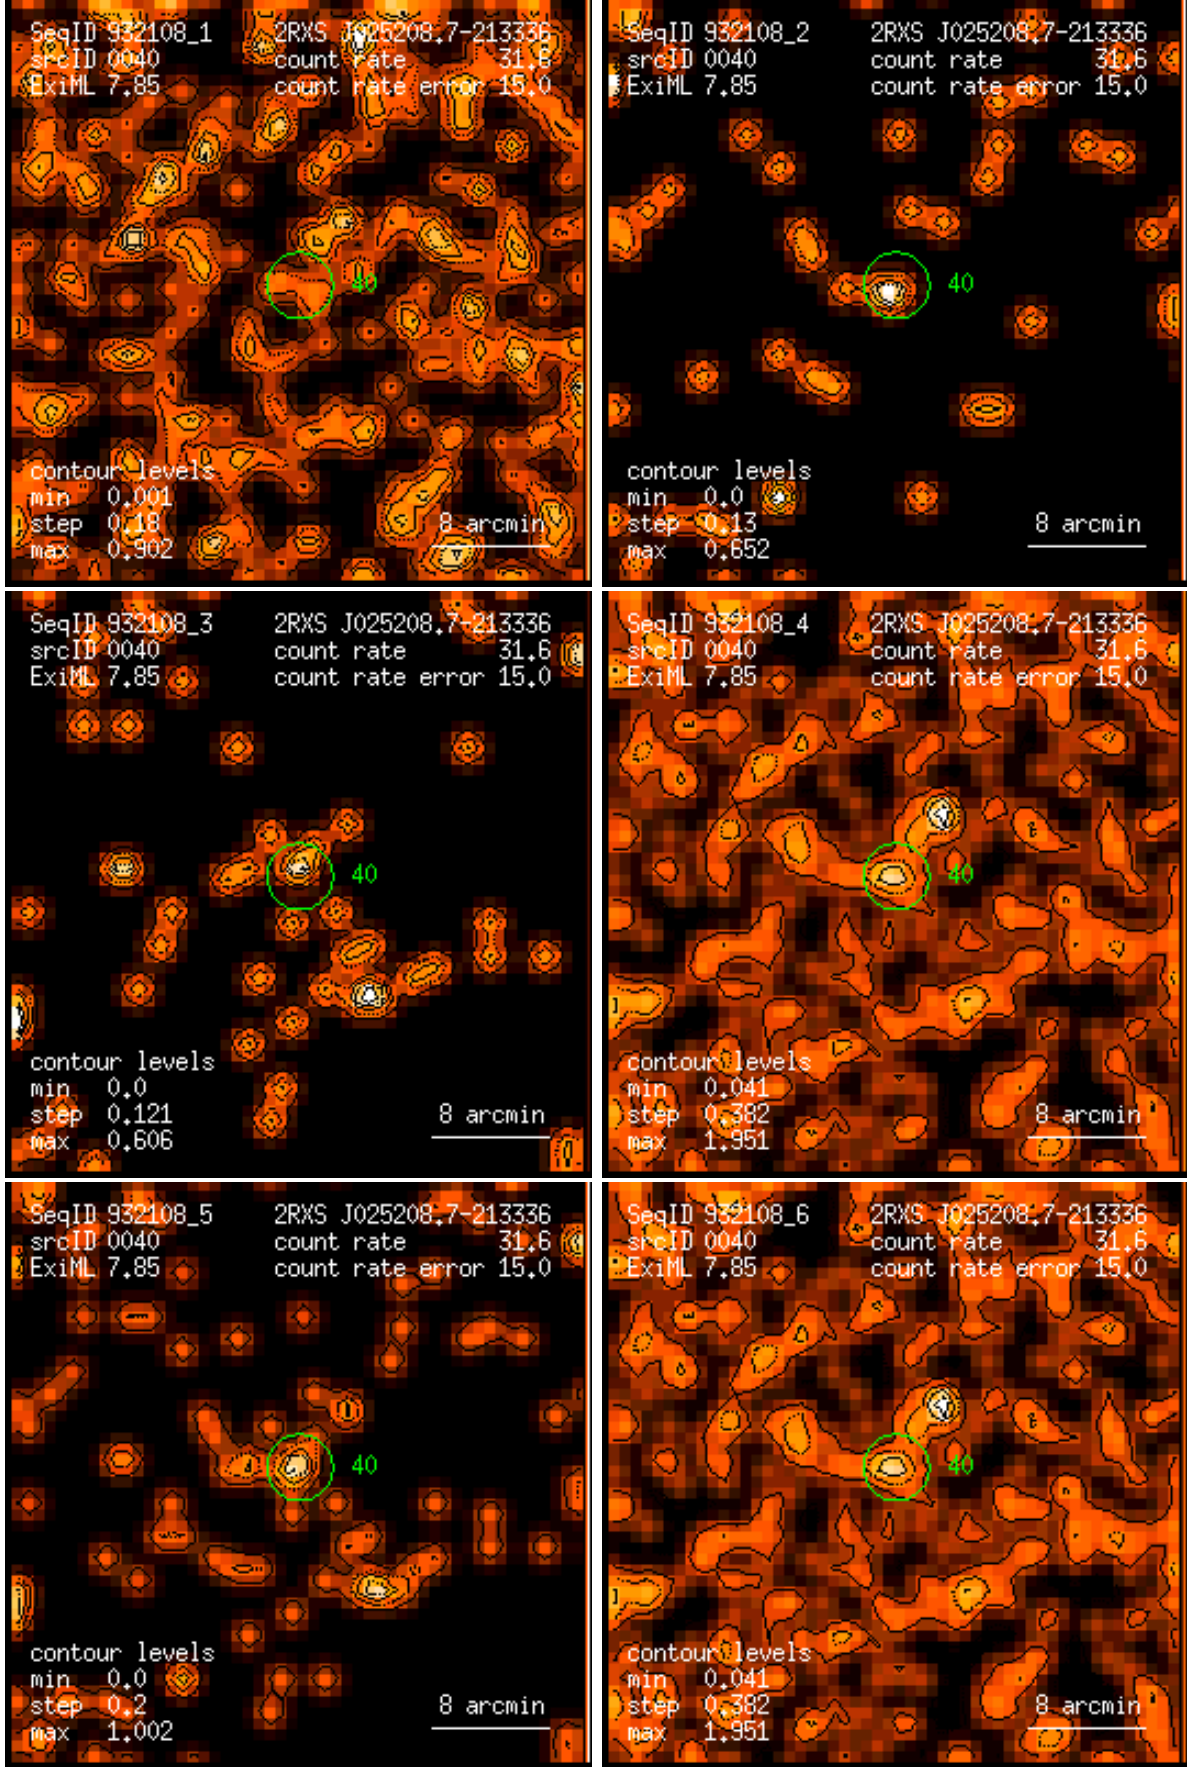 SeqID 932108_1 2RXS J025208.7-213336
srcID 0040 count rate 31.6
ExiML 7.85 count rate error 15.0
40
contour levels
min 0.001
step 0.18
max 0.902
8 arcmin
SeqID 932108_2 2RXS J025208.7-213336
srcID 0040 count rate 31.6
ExiML 7.85 count rate error 15.0
40
contour levels
min 0.0
step 0.13
max 0.652
8 arcmin
SeqID 932108_3 2RXS J025208.7-213336
srcID 0040 count rate 31.6
ExiML 7.85 count rate error 15.0
40
contour levels
min 0.0
step 0.121
max 0.606
8 arcmin
SeqID 932108_4 2RXS J025208.7-213336
srcID 0040 count rate 31.6
ExiML 7.85 count rate error 15.0
40
contour levels
min 0.041
step 0.382
max 1.951
8 arcmin
SeqID 932108_5 2RXS J025208.7-213336
srcID 0040 count rate 31.6
ExiML 7.85 count rate error 15.0
40
contour levels
min 0.0
step 0.2
max 1.002
8 arcmin
SeqID 932108_6 2RXS J025208.7-213336
srcID 0040 count rate 31.6
ExiML 7.85 count rate error 15.0
40
contour levels
min 0.041
step 0.382
max 1.951
8 arcmin